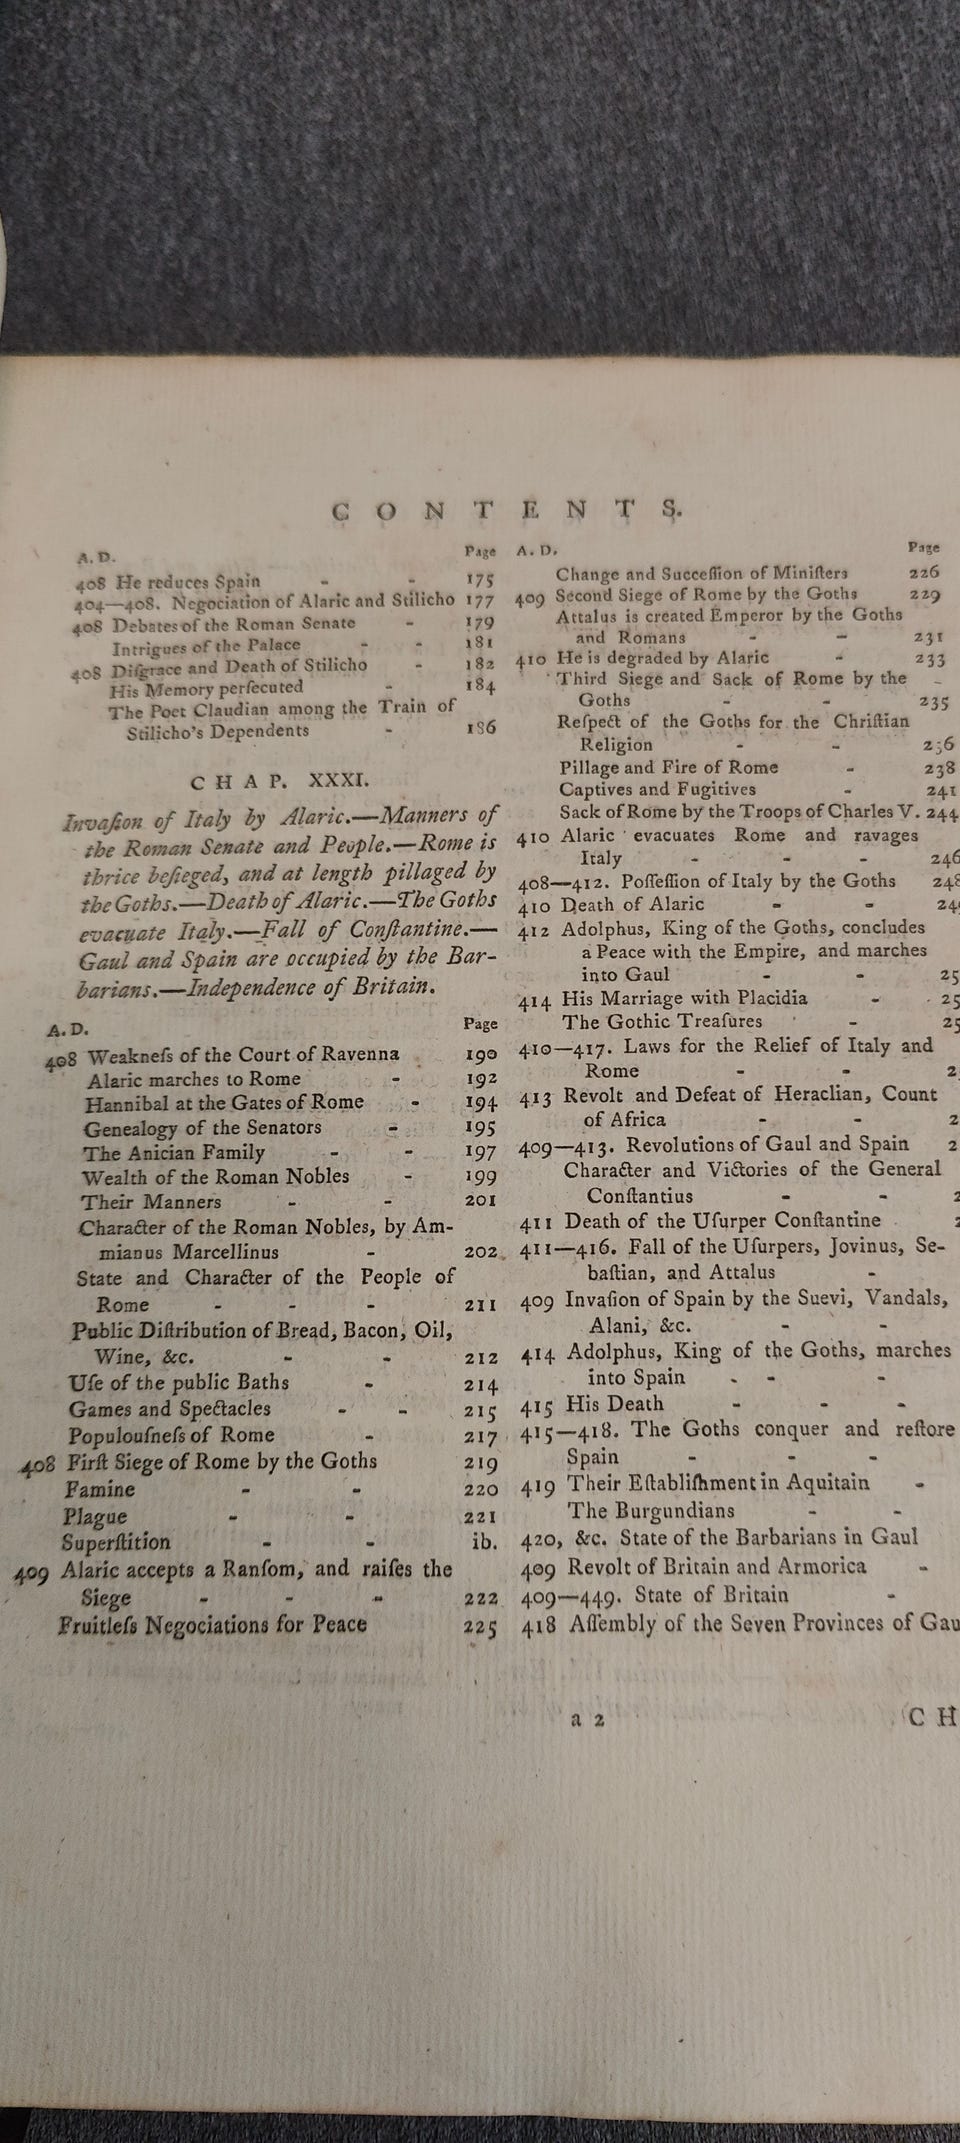 CONTENTS.
A. D. Page
408 He reduces Spain - - 175
404—408. Negociation of Alaric and Stilicho 177
408 Debates of the Roman Senate - 179
Intrigues of the Palace - - 181
408 Diſgrace and Death of Stilicho - 182
His Memory perſecuted - 184
The Poet Claudian among the Train of
Stilicho's Dependents - 186
CHAP. XXXI.
Invaſion of Italy by Alaric.—Manners of
the Roman Senate and People.—Rome is
thrice beſieged, and at length pillaged by
the Goths.—Death of Alaric.—The Goths
evacuate Italy.—Fall of Conſtantine.—
Gaul and Spain are occupied by the Bar-
barians.—Independence of Britain.
A. D. Page
408 Weakneſs of the Court of Ravenna 190
Alaric marches to Rome - 192
Hannibal at the Gates of Rome - 194
Genealogy of the Senators - 195
The Anician Family - - 197
Wealth of the Roman Nobles - 199
Their Manners - - 201
Character of the Roman Nobles, by Am-
mianus Marcellinus - 202
State and Character of the People of
Rome - - - 211
Public Diſtribution of Bread, Bacon, Oil,
Wine, &c. - - 212
Uſe of the public Baths - 214
Games and Spectacles - - 215
Populouſneſs of Rome - 217
408 Firſt Siege of Rome by the Goths 219
Famine - - 220
Plague - - 221
Superſtition - - ib.
409 Alaric accepts a Ranſom, and raiſes the
Siege - - - 222
Fruitleſs Negociations for Peace 225
A. D. Page
Change and Succeſſion of Miniſters 226
409 Second Siege of Rome by the Goths 229
Attalus is created Emperor by the Goths
and Romans - - 231
410 He is degraded by Alaric - 233
Third Siege and Sack of Rome by the
Goths - - 235
Reſpect of the Goths for the Chriſtian
Religion - - 236
Pillage and Fire of Rome - 238
Captives and Fugitives - 241
Sack of Rome by the Troops of Charles V. 244
410 Alaric evacuates Rome and ravages
Italy - - - 246
408—412. Poſſeſſion of Italy by the Goths 248
410 Death of Alaric - - 24
412 Adolphus, King of the Goths, concludes
a Peace with the Empire, and marches
into Gaul - - 25
414 His Marriage with Placidia - 25
The Gothic Treaſures - 25
410—417. Laws for the Relief of Italy and
Rome - - 2
413 Revolt and Defeat of Heraclian, Count
of Africa - - 2
409—413. Revolutions of Gaul and Spain 2
Character and Victories of the General
Conſtantius - - 2
411 Death of the Uſurper Conſtantine 2
411—416. Fall of the Uſurpers, Jovinus, Se-
baſtian, and Attalus -
409 Invaſion of Spain by the Suevi, Vandals,
Alani, &c. - -
414 Adolphus, King of the Goths, marches
into Spain - - -
415 His Death - - -
415—418. The Goths conquer and reſtore
Spain - - -
419 Their Eſtabliſhment in Aquitain -
The Burgundians - -
420, &c. State of the Barbarians in Gaul
409 Revolt of Britain and Armorica -
409—449. State of Britain -
418 Aſſembly of the Seven Provinces of Gau
a 2 CH